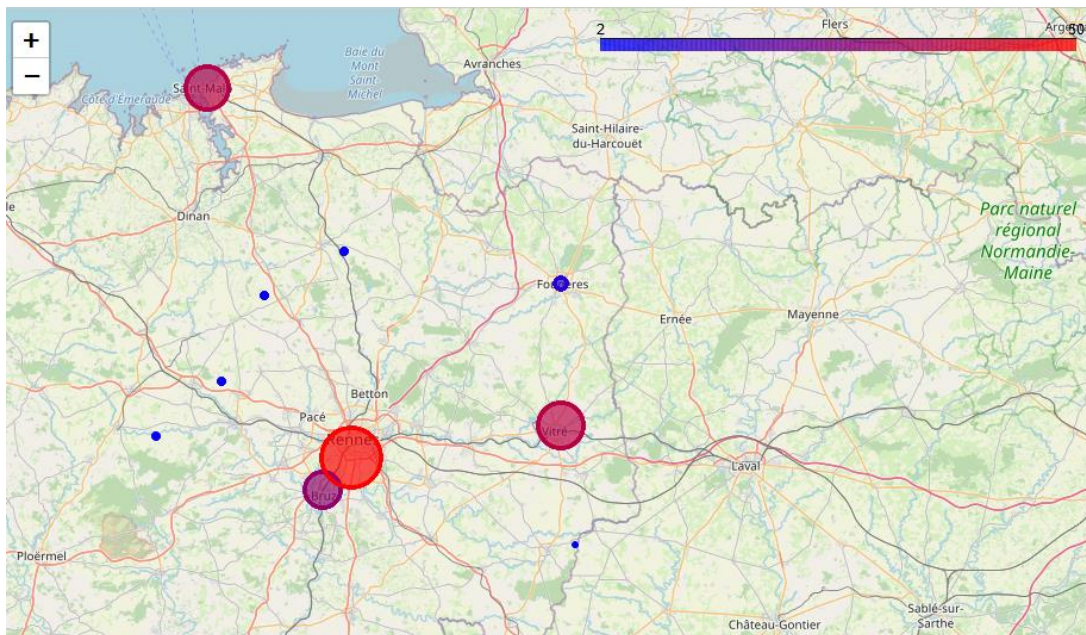 +
−
2
50
Flers
Argen
Baie du
Mont
Saint-
Michel
Avranches
Saint-Malo
Côte d'Émeraude
Saint-Hilaire-
du-Harcouët
Dinan
le
Parc naturel
régional
Normandie-
Maine
Fougères
Ernée
Mayenne
Betton
Pacé
Rennes
Vitré
Laval
Bruz
Ploërmel
Sablé-sur-
Sarthe
Château-Gontier